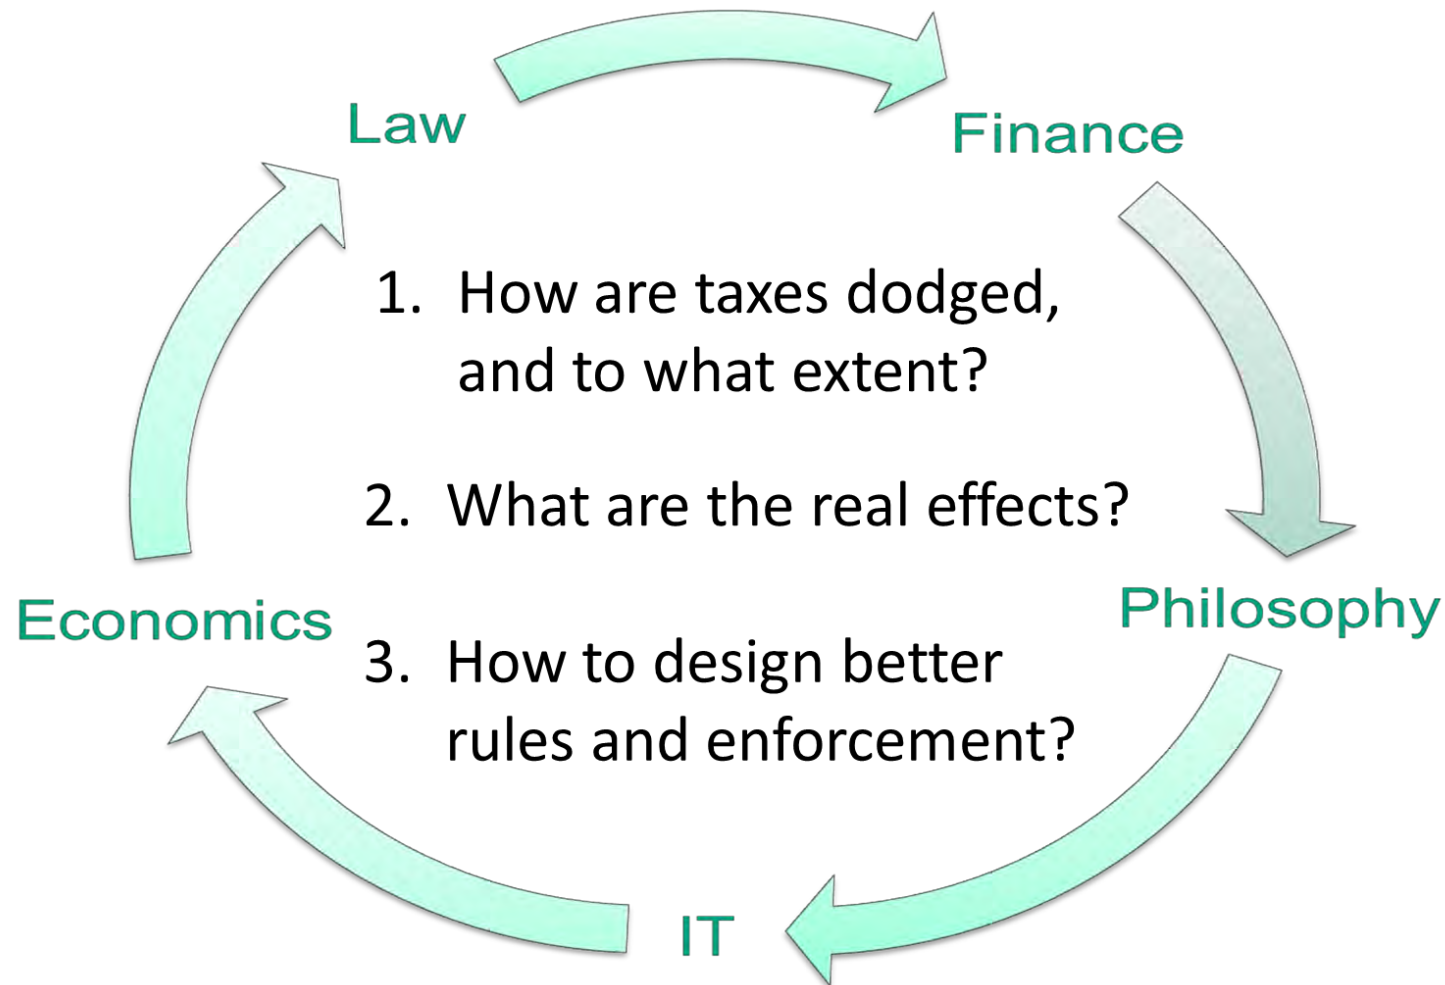 Law
Finance
1. How are taxes dodged,
and to what extent?
2. What are the real effects?
Economics
Philosophy
3. How to design better
rules and enforcement?
IT